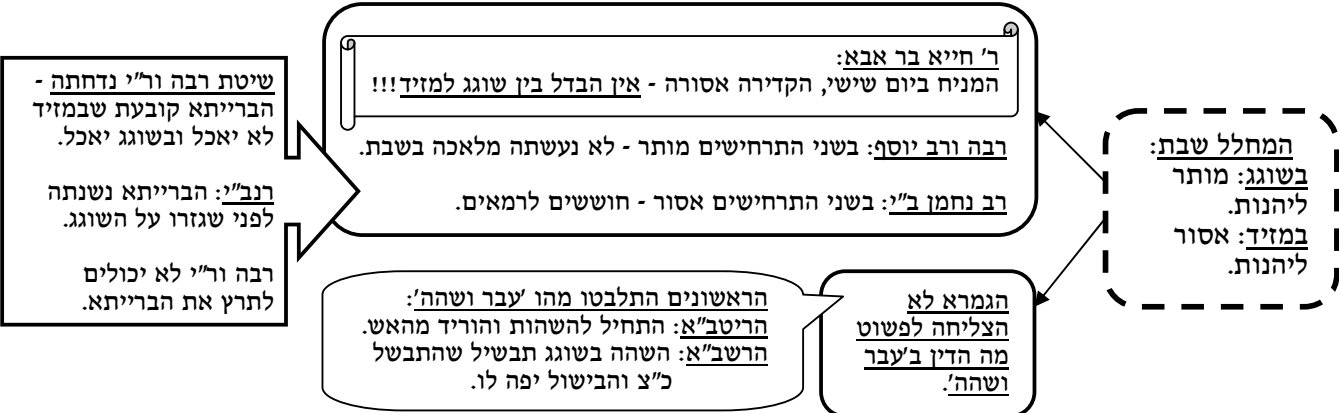 המחלל שבת:
בשוגג: מותר
ליהנות.
במזיד: אסור
ליהנות.
ר' חייא בר אבא:
המניח ביום שישי, הקדירה אסורה - אין הבדל בין שוגג למזיד!!!
רבה ורב יוסף: בשני התרחישים מותר - לא נעשתה מלאכה בשבת.
רב נחמן ב"י: בשני התרחישים אסור - חוששים לרמאים.
שיטת רבה ור"י נדחתה -
הברייתא קובעת שבמזיד
לא יאכל ובשוגג יאכל.
רנב"י: הברייתא נשנתה
לפני שגזרו על השוגג.
רבה ור"י לא יכולים
לתרץ את הברייתא.
הגמרא לא
הצליחה לפשוט
מה הדין ב'עבר
ושהה'.
הראשונים התלבטו מהו 'עבר ושהה':
הריטב"א: התחיל להשהות והוריד מהאש.
הרשב"א: השהה בשוגג תבשיל שהתבשל
כ"צ והבישול יפה לו.